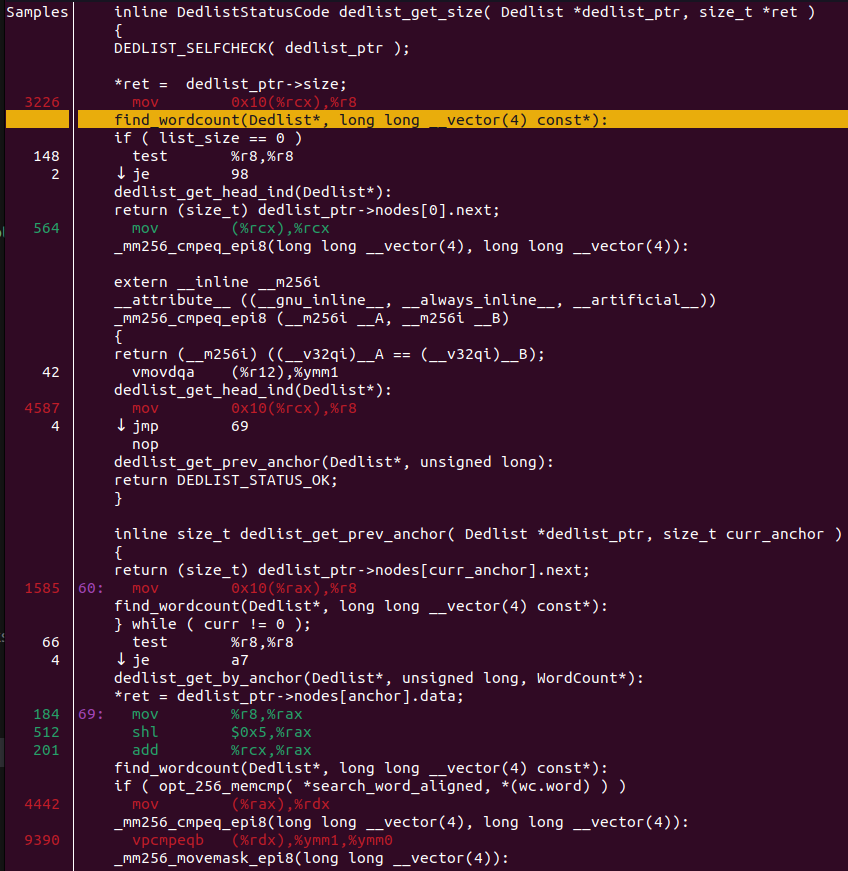 Samples inline DedlistStatusCode dedlist_get_size( Dedlist *dedlist_ptr, size_t *ret )
{
DEDLIST_SELFCHECK( dedlist_ptr );
*ret =  dedlist_ptr->size;
3226 mov 0x10(%rcx),%r8
find_wordcount(Dedlist*, long long __vector(4) const*):
if ( list_size == 0 )
148 test %r8,%r8
2 ↓ je 98
dedlist_get_head_ind(Dedlist*):
return (size_t) dedlist_ptr->nodes[0].next;
564 mov (%rcx),%rcx
_mm256_cmpeq_epi8(long long __vector(4), long long __vector(4)):
extern __inline __m256i
__attribute__ ((__gnu_inline__, __always_inline__, __artificial__))
_mm256_cmpeq_epi8 (__m256i __A, __m256i __B)
{
return (__m256i) ((__v32qi)__A == (__v32qi)__B);
42 vmovdqa (%r12),%ymm1
dedlist_get_head_ind(Dedlist*):
4587 mov 0x10(%rcx),%r8
4 ↓ jmp 69
nop
dedlist_get_prev_anchor(Dedlist*, unsigned long):
return DEDLIST_STATUS_OK;
}
inline size_t dedlist_get_prev_anchor( Dedlist *dedlist_ptr, size_t curr_anchor )
{
return (size_t) dedlist_ptr->nodes[curr_anchor].next;
1585 60: mov 0x10(%rax),%r8
find_wordcount(Dedlist*, long long __vector(4) const*):
} while ( curr != 0 );
66 test %r8,%r8
4 ↓ je a7
dedlist_get_by_anchor(Dedlist*, unsigned long, WordCount*):
*ret = dedlist_ptr->nodes[anchor].data;
184 69: mov %r8,%rax
512 shl $0x5,%rax
201 add %rcx,%rax
find_wordcount(Dedlist*, long long __vector(4) const*):
if ( opt_256_memcmp( *search_word_aligned, *(wc.word) ) )
4442 mov (%rax),%rdx
_mm256_cmpeq_epi8(long long __vector(4), long long __vector(4)):
9390 vpcmpeqb (%rdx),%ymm1,%ymm0
_mm256_movemask_epi8(long long __vector(4)):